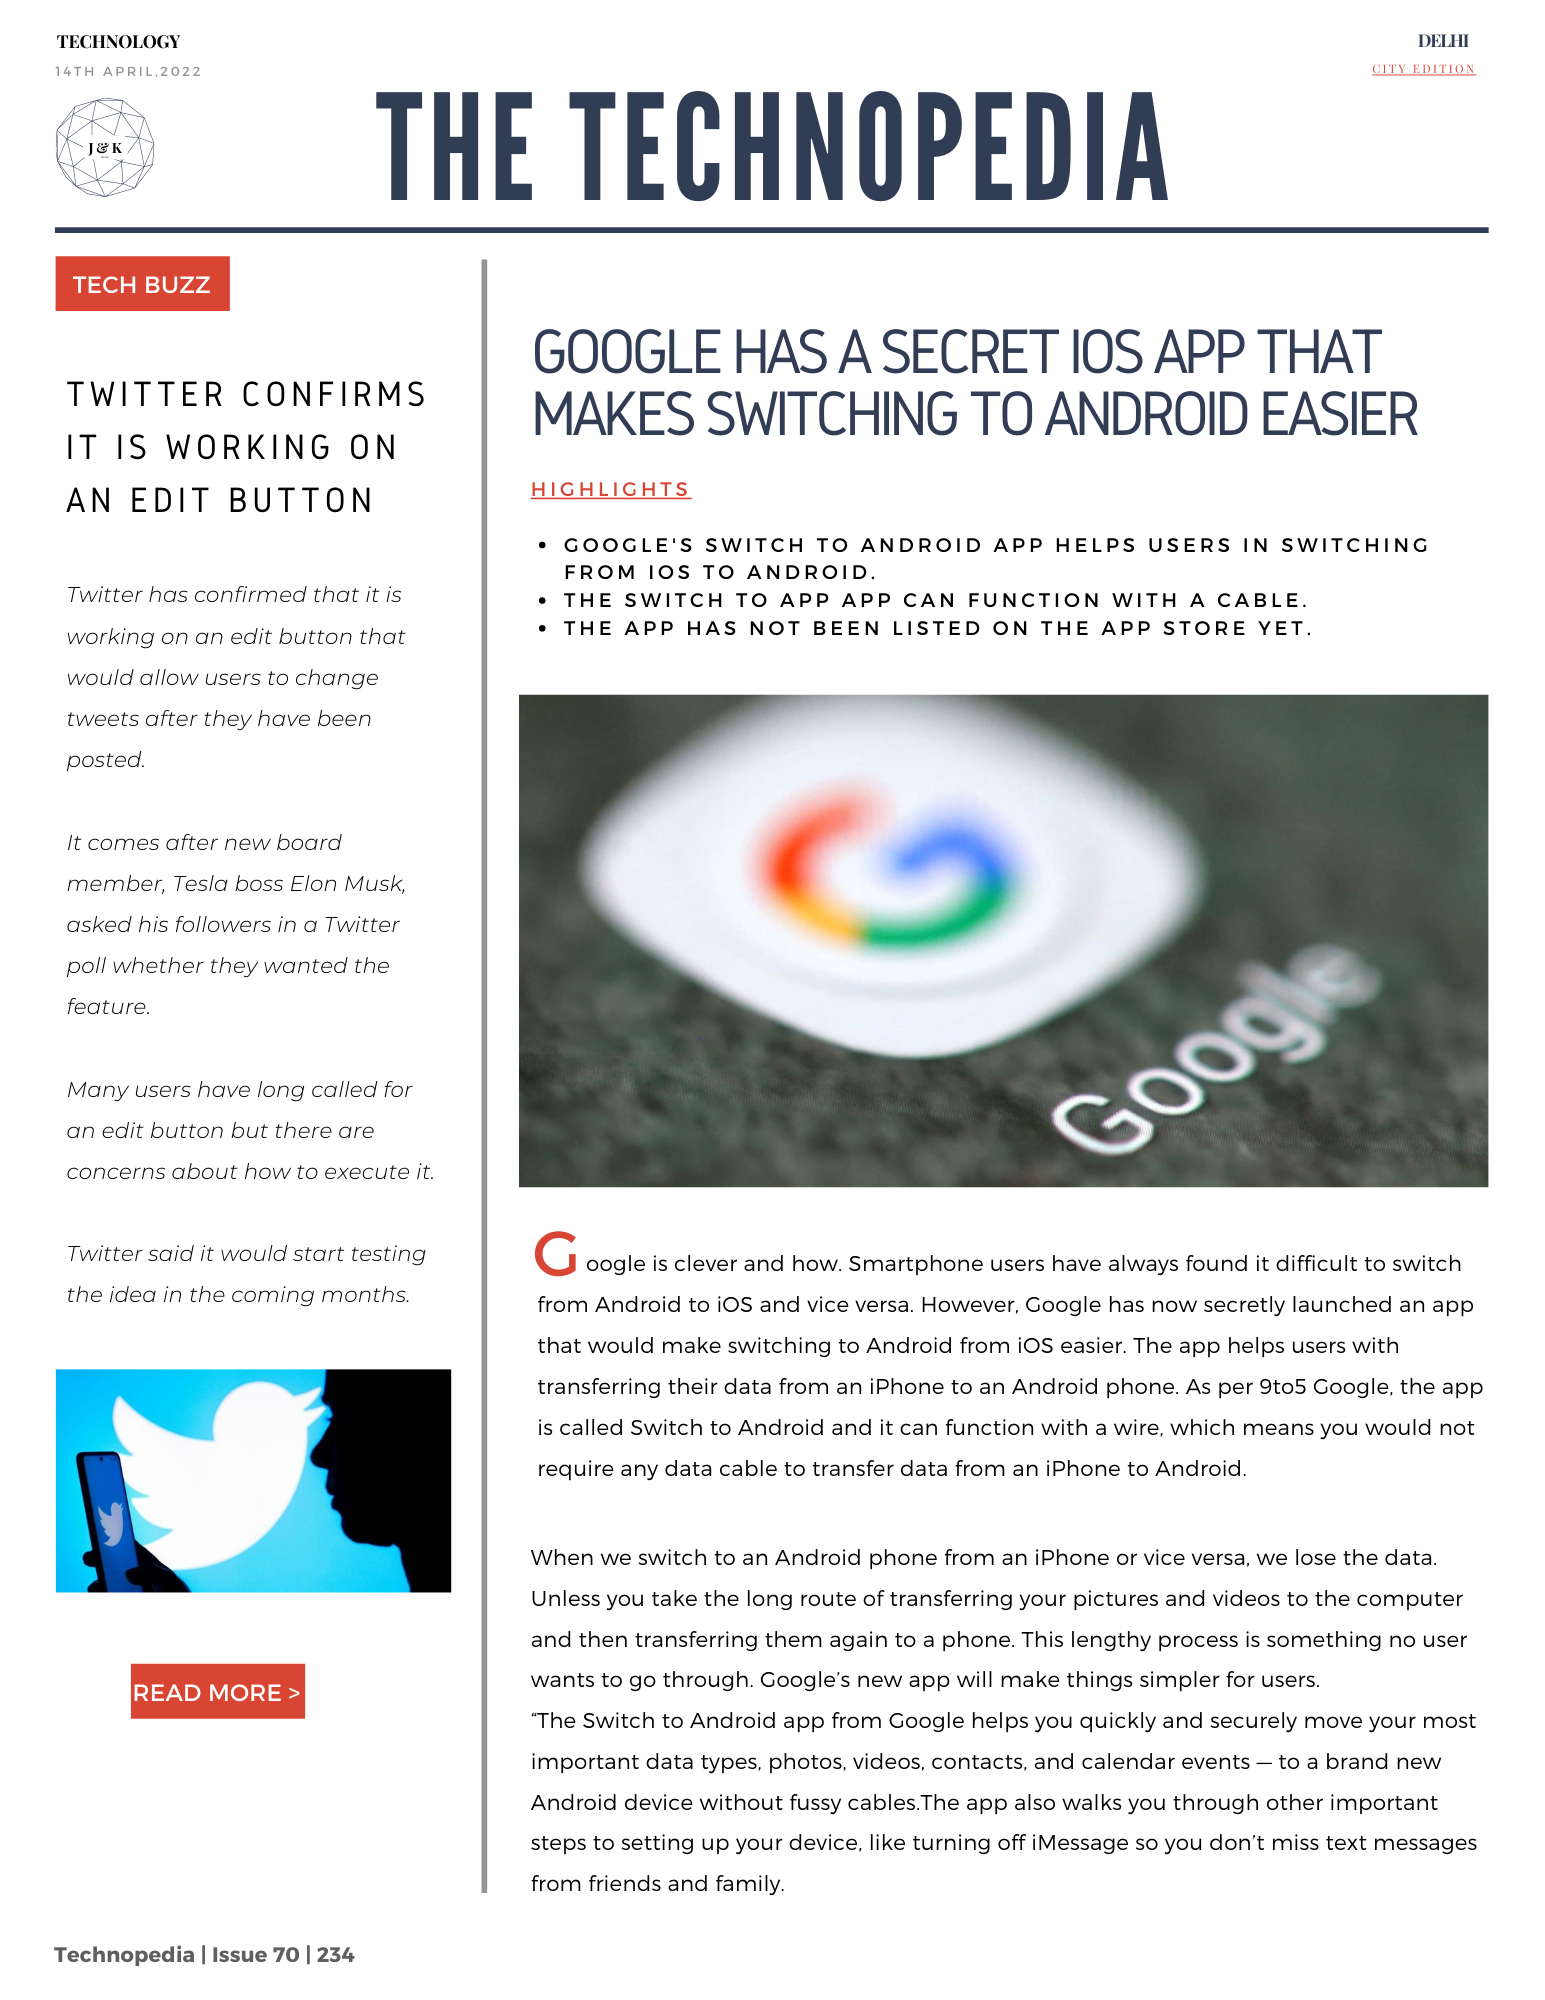 TECHNOLOGY
14TH APRIL,2022
DELHI
CITY EDITION
J & K
THE TECHNOPEDIA
TECH BUZZ
TWITTER CONFIRMS
IT IS WORKING ON
AN EDIT BUTTON
Twitter has confirmed that it is
working on an edit button that
would allow users to change
tweets after they have been
posted.
It comes after new board
member, Tesla boss Elon Musk,
asked his followers in a Twitter
poll whether they wanted the
feature.
Many users have long called for
an edit button but there are
concerns about how to execute it.
Twitter said it would start testing
the idea in the coming months.
READ MORE >
GOOGLE HAS A SECRET IOS APP THAT
MAKES SWITCHING TO ANDROID EASIER
HIGHLIGHTS
• GOOGLE'S SWITCH TO ANDROID APP HELPS USERS IN SWITCHING
FROM IOS TO ANDROID.
• THE SWITCH TO APP APP CAN FUNCTION WITH A CABLE.
• THE APP HAS NOT BEEN LISTED ON THE APP STORE YET.
Google
Google is clever and how. Smartphone users have always found it difficult to switch
from Android to iOS and vice versa. However, Google has now secretly launched an app
that would make switching to Android from iOS easier. The app helps users with
transferring their data from an iPhone to an Android phone. As per 9to5 Google, the app
is called Switch to Android and it can function with a wire, which means you would not
require any data cable to transfer data from an iPhone to Android.
When we switch to an Android phone from an iPhone or vice versa, we lose the data.
Unless you take the long route of transferring your pictures and videos to the computer
and then transferring them again to a phone. This lengthy process is something no user
wants to go through. Google’s new app will make things simpler for users.
“The Switch to Android app from Google helps you quickly and securely move your most
important data types, photos, videos, contacts, and calendar events — to a brand new
Android device without fussy cables.The app also walks you through other important
steps to setting up your device, like turning off iMessage so you don’t miss text messages
from friends and family.
Technopedia | Issue 70 | 234